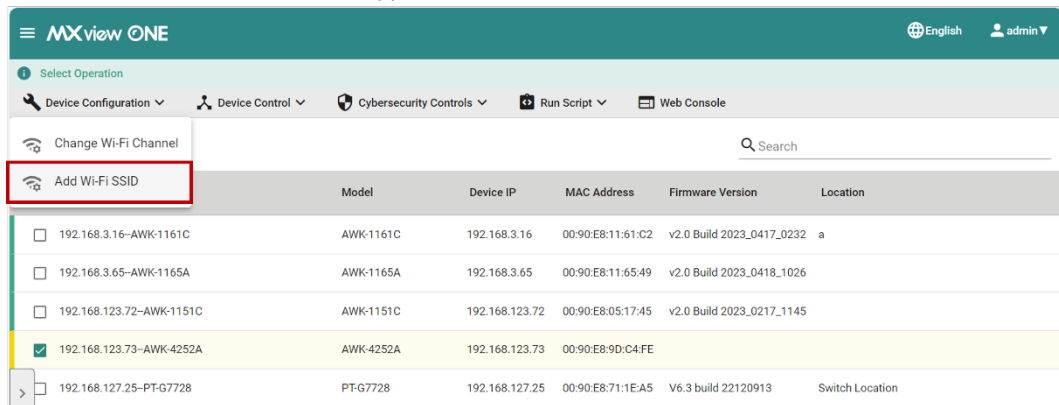 MXview ONE English admin
Select Operation
Device Configuration Device Control Cybersecurity Controls Run Script Web Console
Change Wi-Fi Channel
Search
Add Wi-Fi SSID
Model Device IP MAC Address Firmware Version Location
192.168.3.16--AWK-1161C AWK-1161C 192.168.3.16 00:90:E8:11:61:C2 v2.0 Build 2023_0417_0232 a
192.168.3.65--AWK-1165A AWK-1165A 192.168.3.65 00:90:E8:11:65:49 v2.0 Build 2023_0418_1026
192.168.123.72--AWK-1151C AWK-1151C 192.168.123.72 00:90:E8:05:17:45 v2.0 Build 2023_0217_1145
192.168.123.73--AWK-4252A AWK-4252A 192.168.123.73 00:90:E8:9D:C4:FE
192.168.127.25--PT-G7728 PT-G7728 192.168.127.25 00:90:E8:71:1E:A5 V6.3 build 22120913 Switch Location